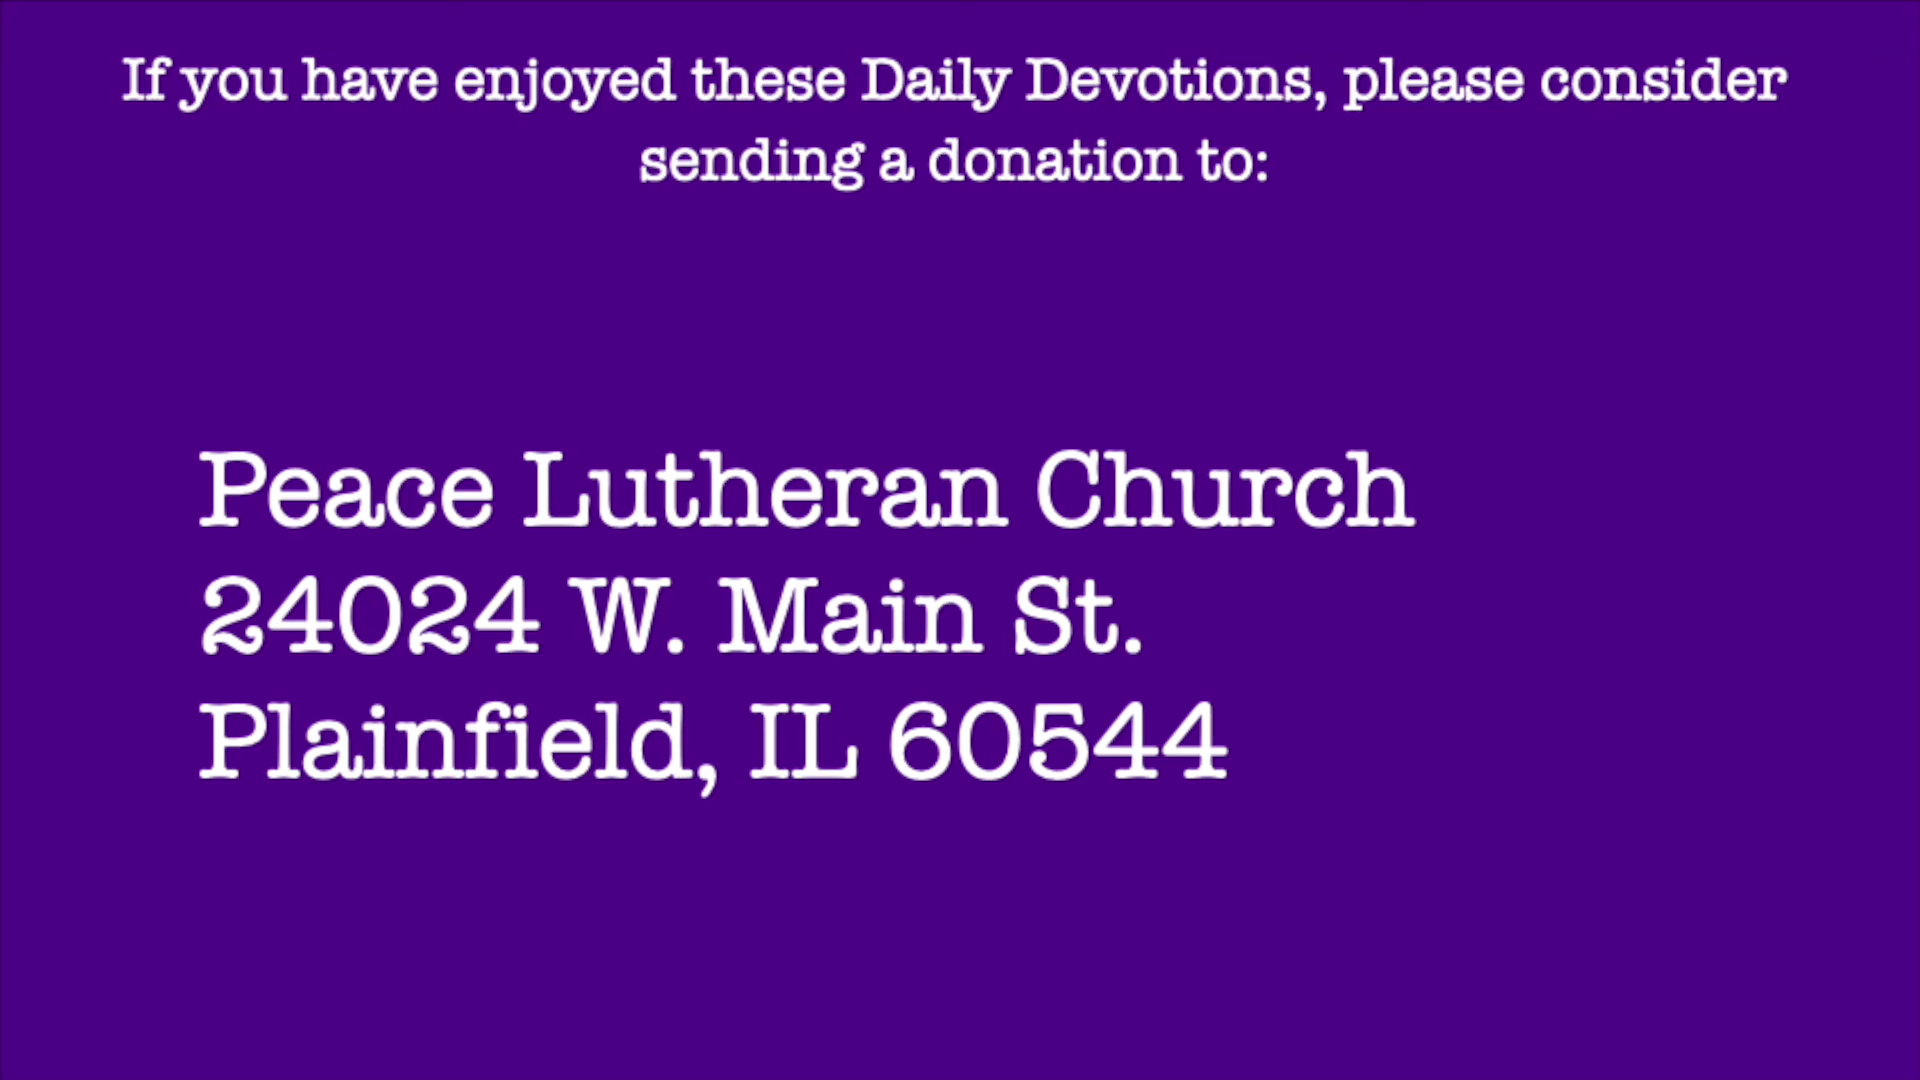 If you have enjoyed these Daily Devotions, please consider
sending a donation to:
Peace Lutheran Church
24024 W. Main St.
Plainfield, IL 60544